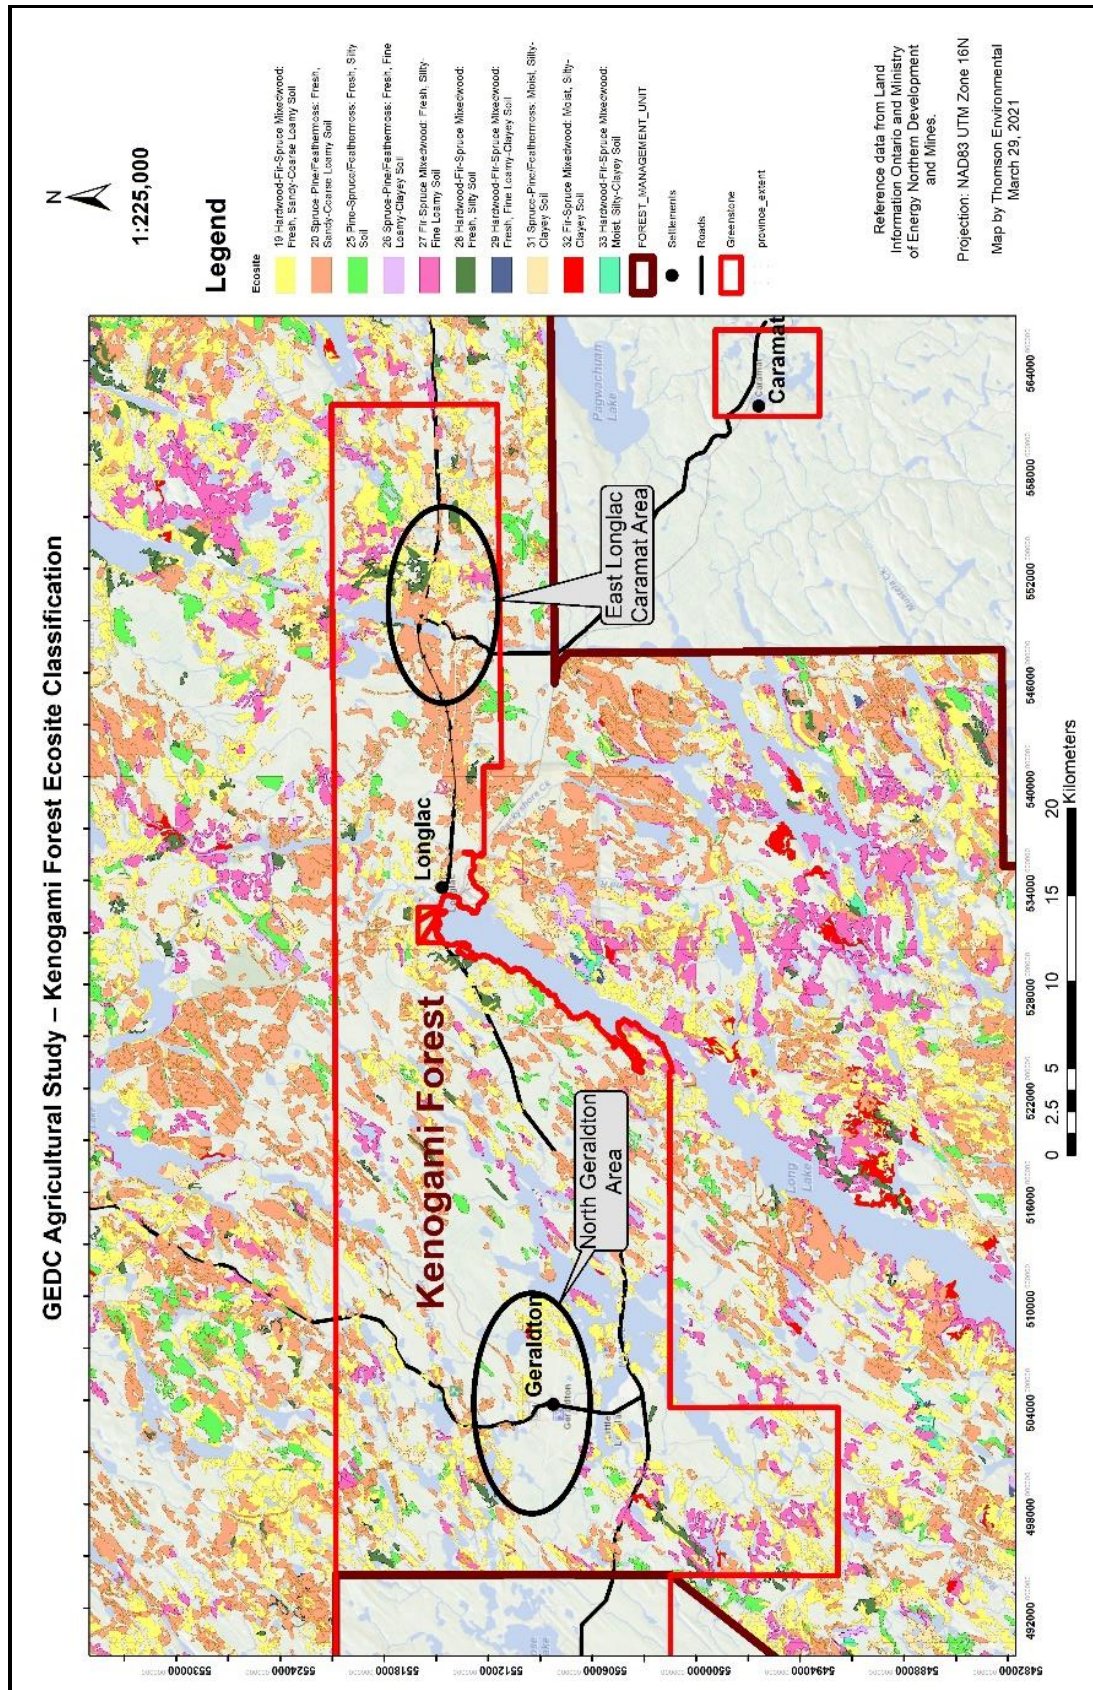 GEDC Agricultural Study – Kenogami Forest Ecosite Classification
N
1:225,000
Legend
Ecosite
19 Hardwood-Fir-Spruce Mixedwood:
Fresh, Sandy-Coarse Loamy Soil
20 Spruce-Pine/Feathermoss: Fresh,
Sandy-Coarse Loamy Soil
25 Pine-Spruce/Feathermoss: Fresh, Silty
Soil
26 Spruce-Pine/Feathermoss: Fresh, Fine
Loamy-Clayey Soil
27 Fir-Spruce Mixedwood: Fresh, Silty-
Fine Loamy Soil
28 Hardwood-Fir-Spruce Mixedwood:
Fresh, Silty Soil
29 Hardwood-Fir-Spruce Mixedwood:
Fresh, Fine Loamy-Clayey Soil
31 Spruce-Pine/Feathermoss: Moist, Silty-
Clayey Soil
32 Fir-Spruce Mixedwood: Moist, Silty-
Clayey Soil
33 Hardwood-Fir-Spruce Mixedwood:
Moist, Silty-Clayey Soil
FOREST_MANAGEMENT_UNIT
Settlements
Roads
Greenstone
province_extent
Reference data from Land
Information Ontario and Ministry
of Energy Northern Development
and Mines.
Projection: NAD83 UTM Zone 16N
Map by Thomson Environmental
March 29, 2021
Kenogami Forest
Longlac
Geraldton
Geraldton
North Geraldton
Area
East Longlac
Caramat Area
Caramat
Caramat
Pagwachuan
Lake
Long
Lake
5530000
5524000
5518000
5512000
5506000
5500000
5494000
5488000
5482000
492000
498000
504000
510000
516000
522000
528000
534000
540000
546000
552000
558000
564000
0 2.5 5 10 15 20
Kilometers